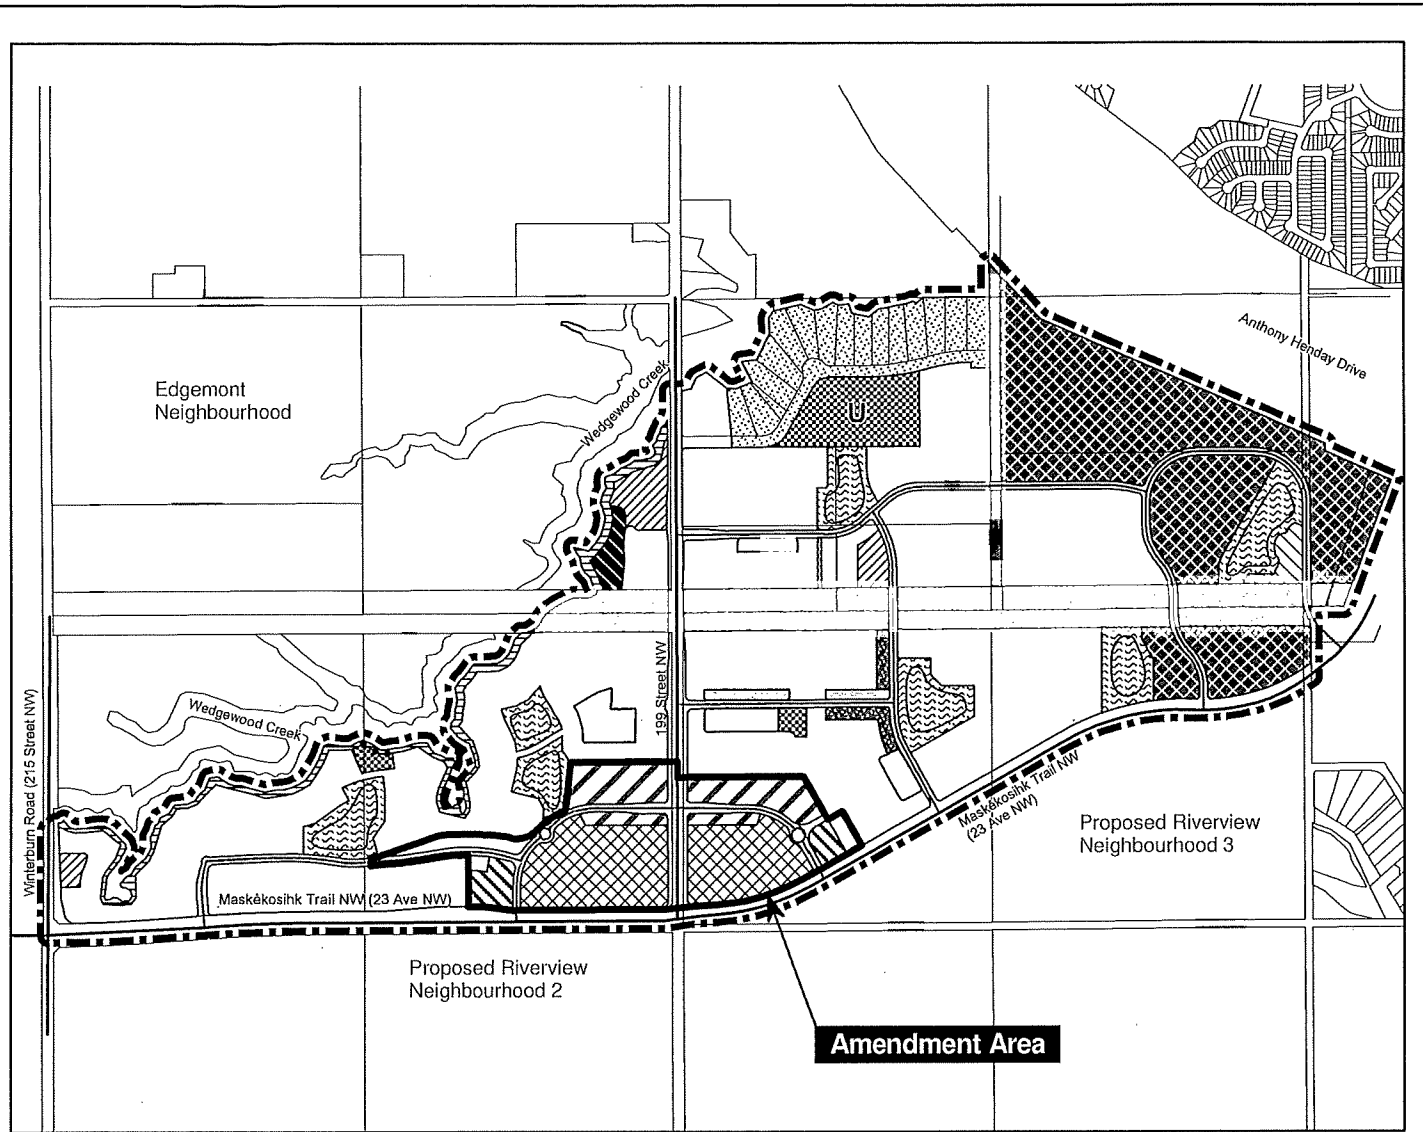 Anthony Henday Drive
Edgemont
Neighbourhood
Wedgewood Creek
U
Wedgewood Creek
199 Street NW
Winterburn Road (215 Street NW)
Maskêkosihk Trail NW (23 Ave NW)
Maskêkosihk Trail NW
(23 Ave NW)
Proposed Riverview
Neighbourhood 3
Proposed Riverview
Neighbourhood 2
Amendment Area